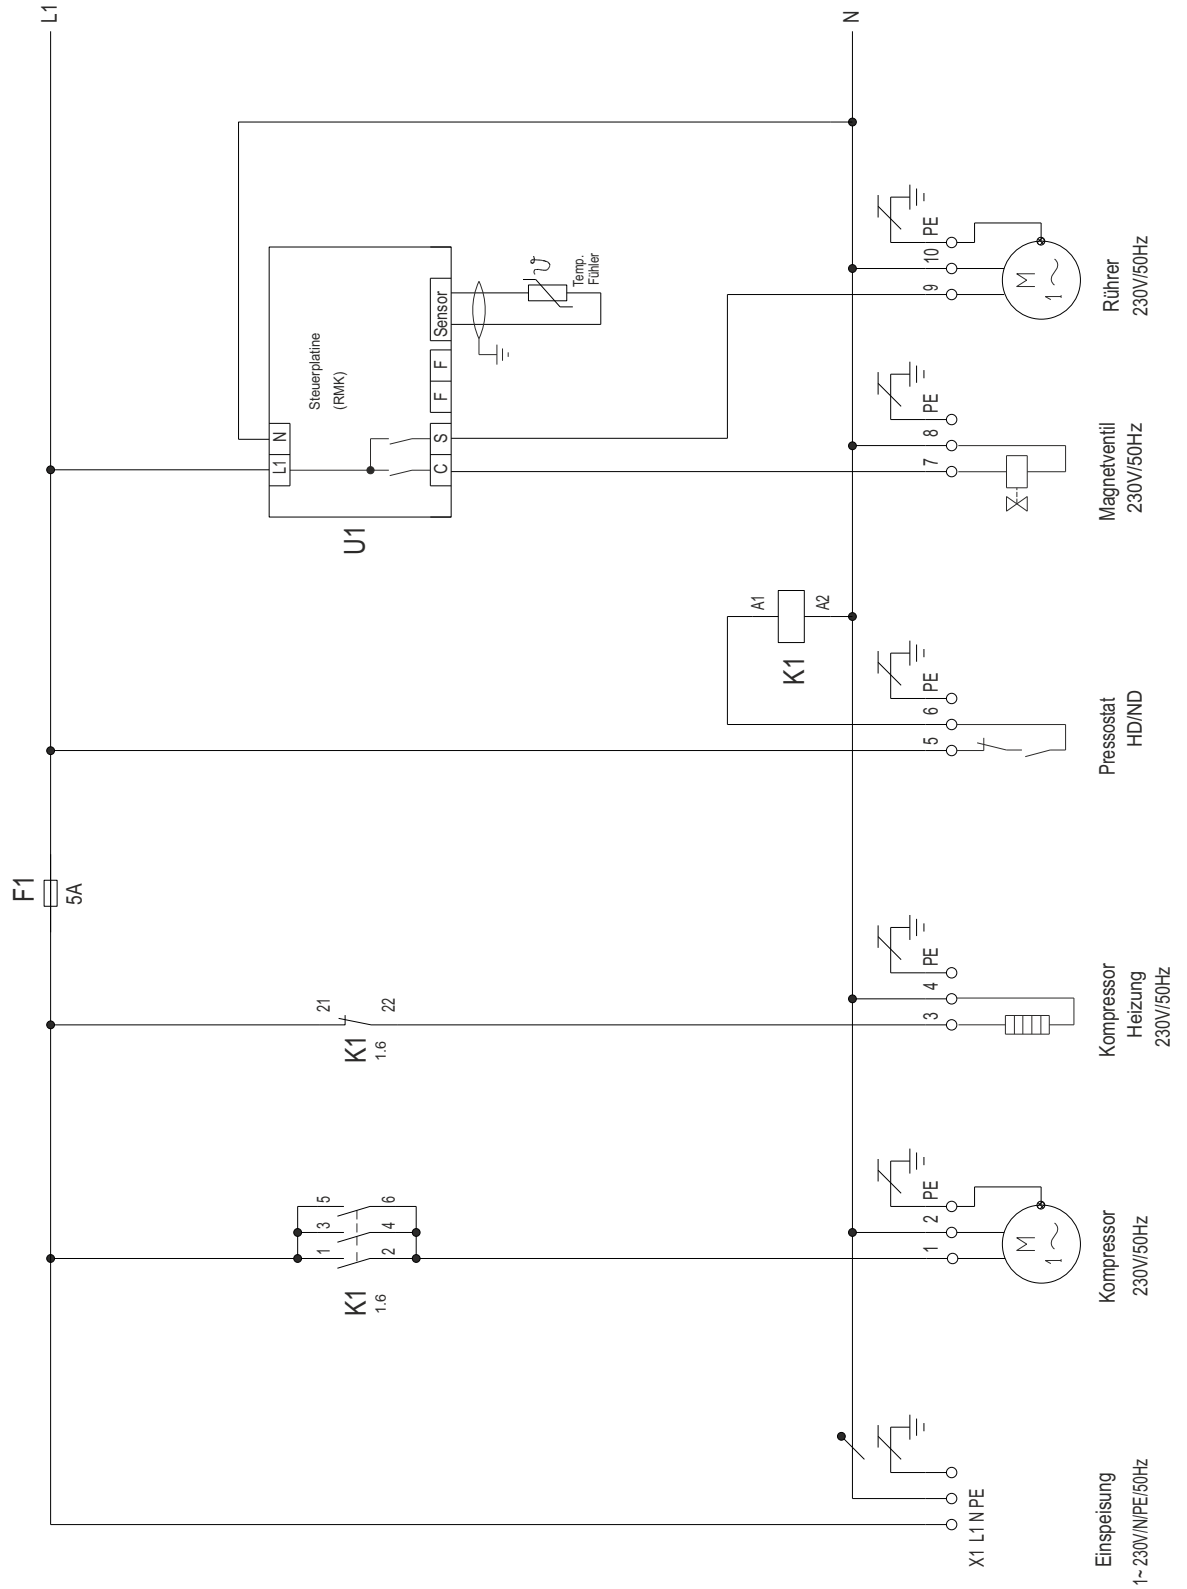 L1
N
F1
5A
U1
Steuerplatine
(RMK)
L1
N
C
S
F
F
Sensor
ϑ
Temp.
Fühler
K1
1.6
1
3
5
2
4
6
K1
1.6
21
22
K1
A1
A2
X1 L1 N PE
1
2
PE
3
4
PE
5
6
PE
7
8
PE
9
10
PE
M
1~
M
1~
Einspeisung
1~ 230V/N/PE/50Hz
Kompressor
230V/50Hz
Kompressor
Heizung
230V/50Hz
Pressostat
HD/ND
Magnetventil
230V/50Hz
Rührer
230V/50Hz